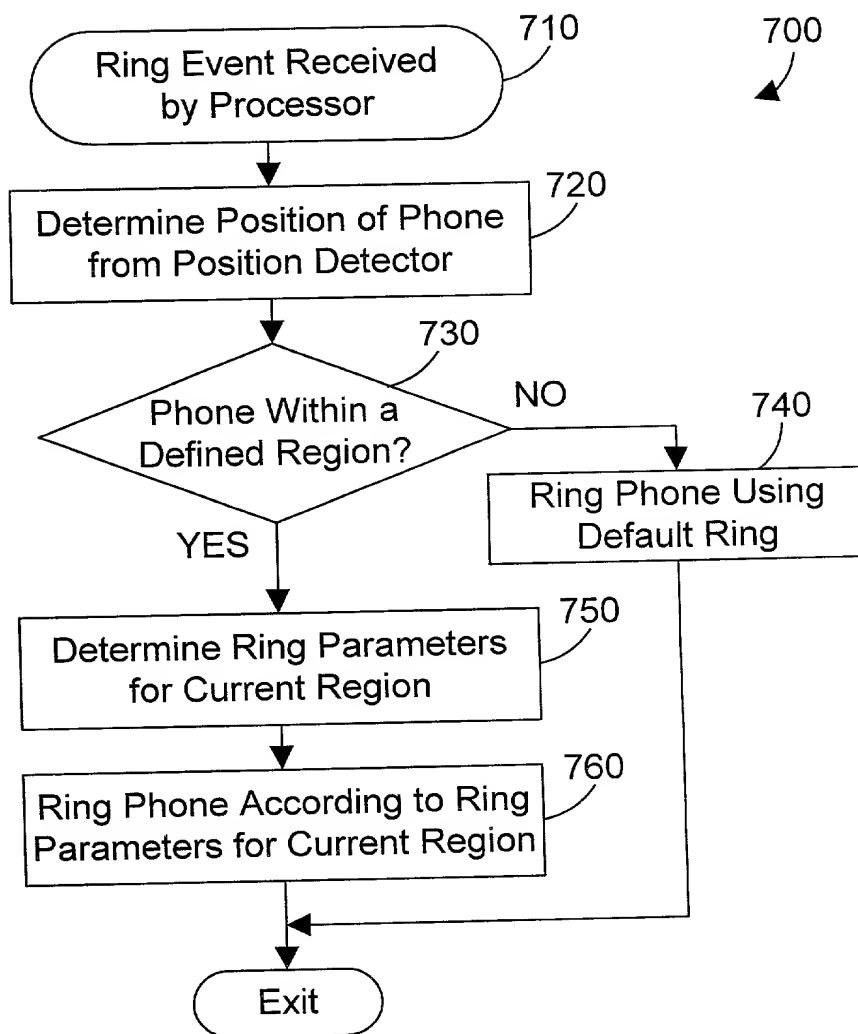 710
700
Ring Event Received
by Processor
720
Determine Position of Phone
from Position Detector
730
Phone Within a
Defined Region?
NO
740
Ring Phone Using
Default Ring
YES
750
Determine Ring Parameters
for Current Region
760
Ring Phone According to Ring
Parameters for Current Region
Exit